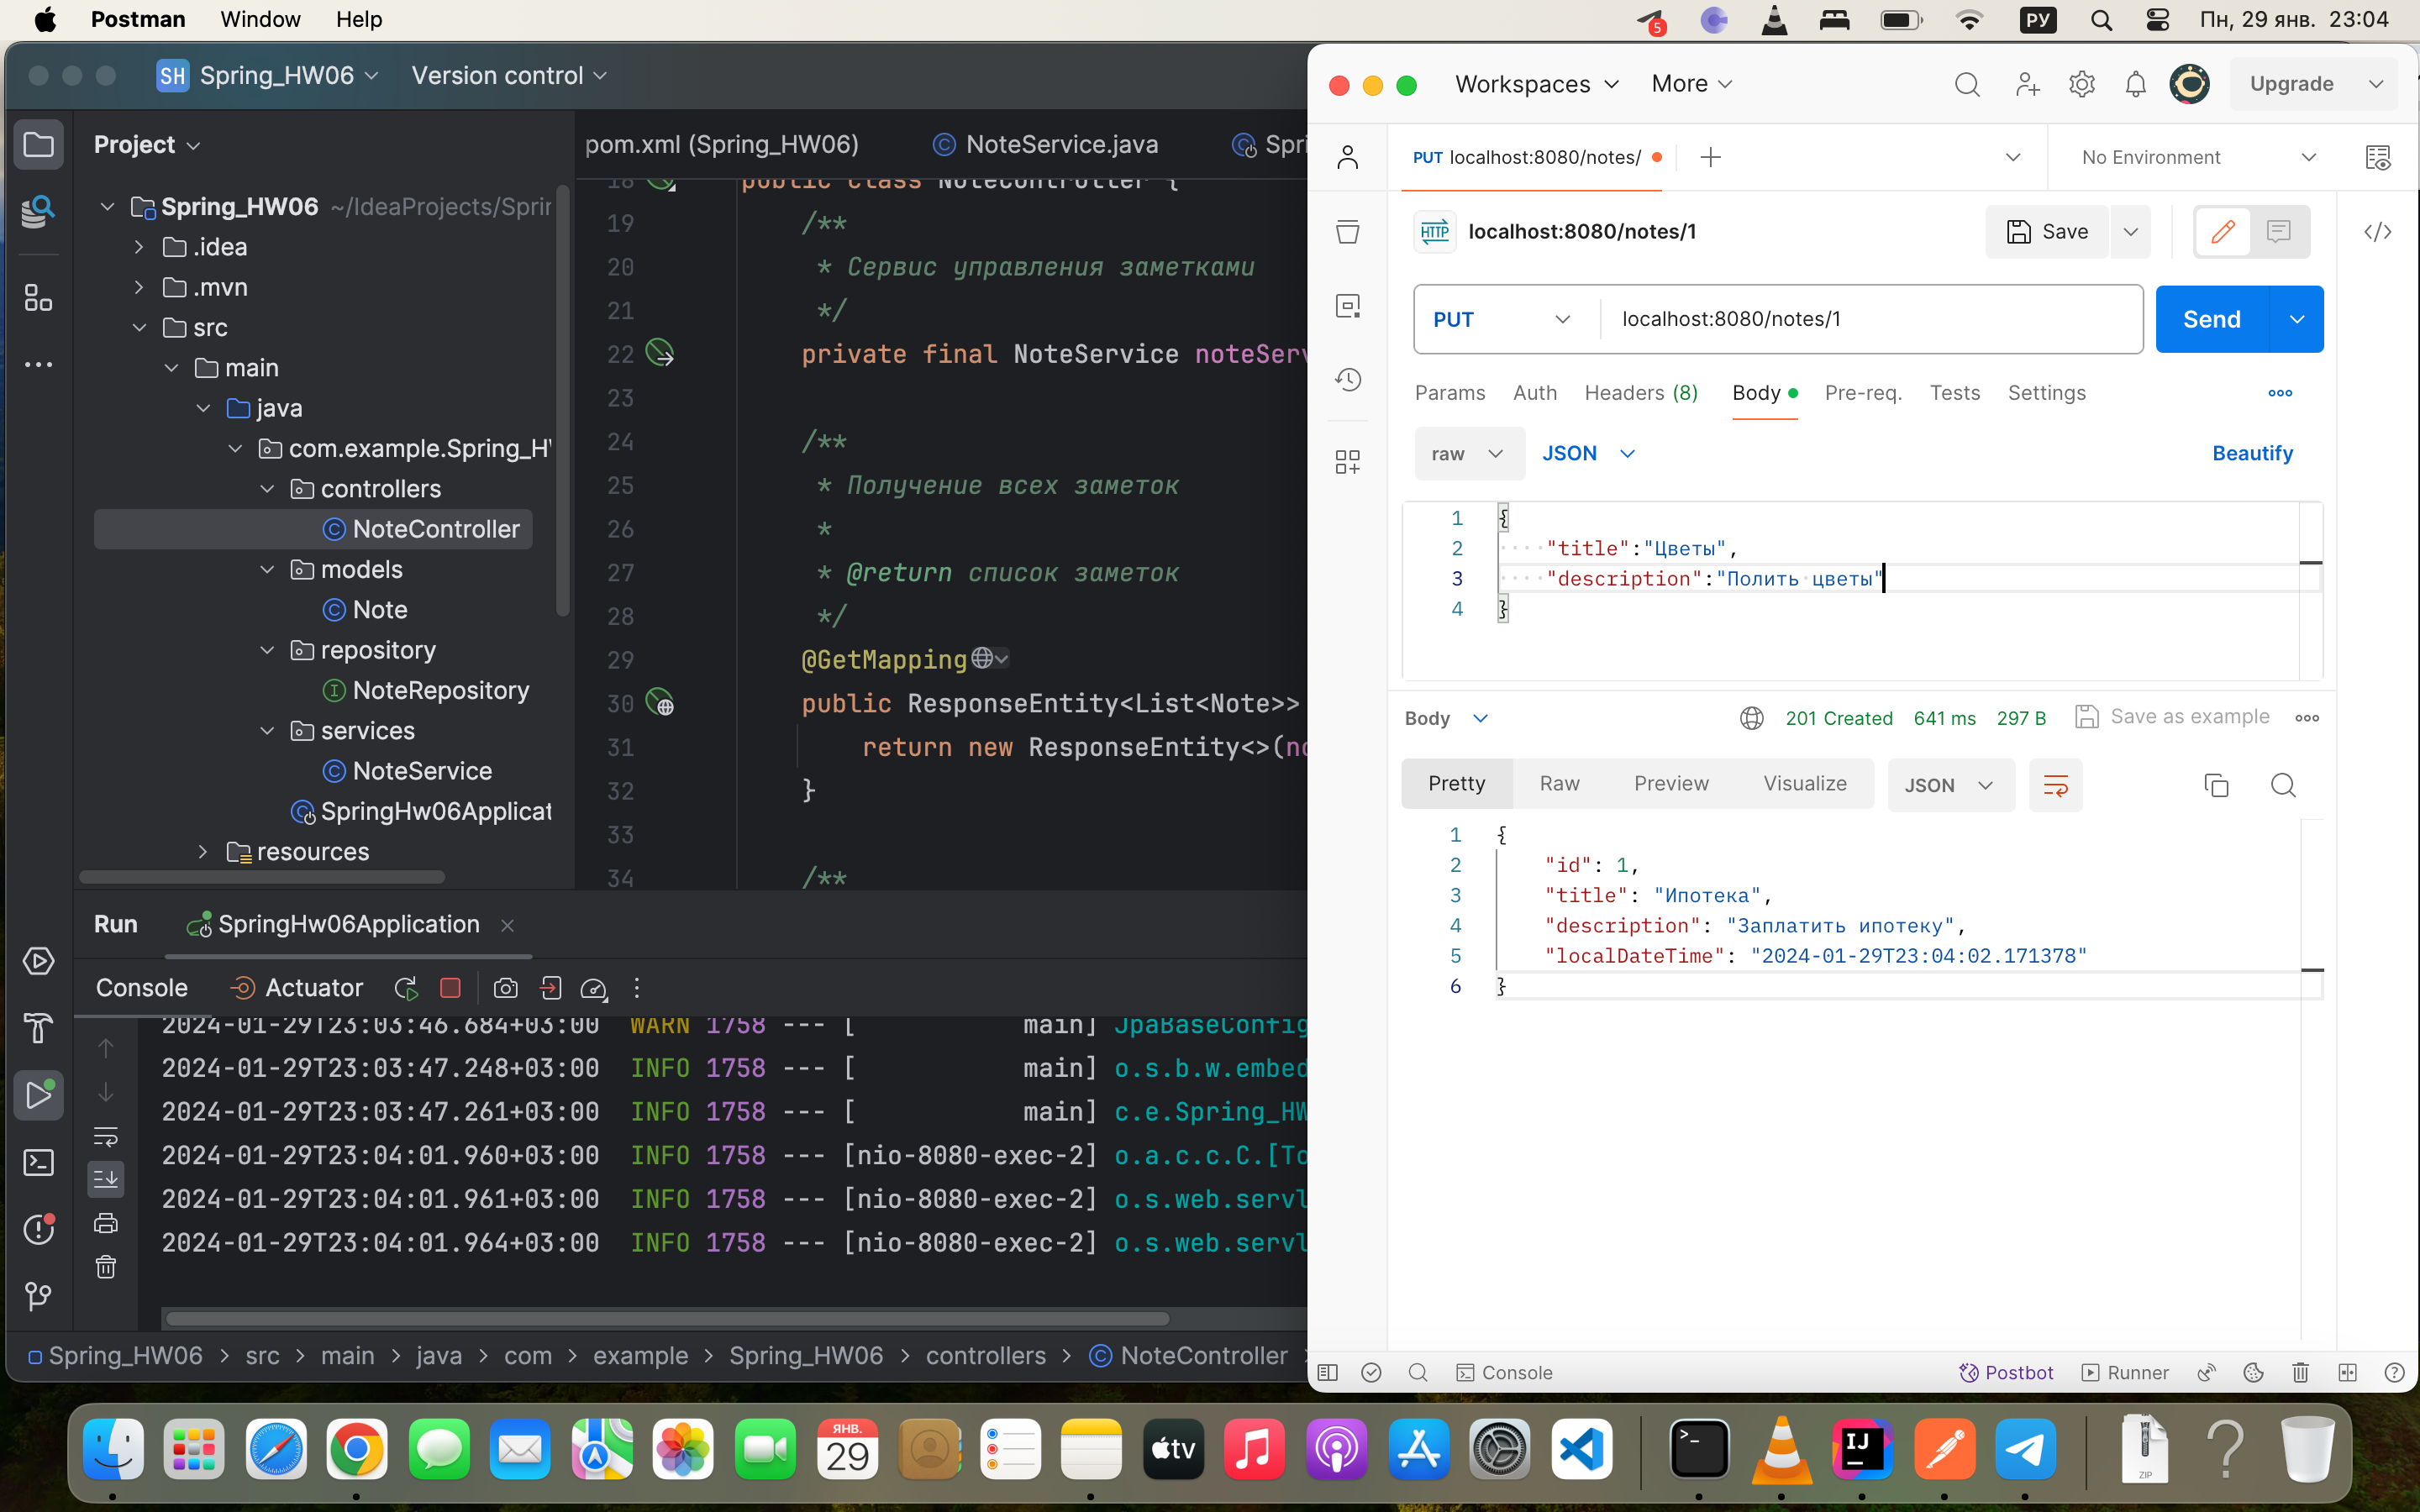 Postman Window Help
5
РУ
Пн, 29 янв. 23:04
SH Spring_HW06 Version control
Project
Spring_HW06 ~/IdeaProjects/Sprin
.idea
.mvn
src
main
java
com.example.Spring_H
controllers
NoteController
models
Note
repository
NoteRepository
services
NoteService
SpringHw06Applicat
resources
pom.xml (Spring_HW06) NoteService.java Spri
18 public class NoteController {
19 /**
20 * Сервис управления заметками
21 */
22 private final NoteService noteServ
23
24 /**
25 * Получение всех заметок
26 *
27 * @return список заметок
28 */
29 @GetMapping
30 public ResponseEntity<List<Note>>
31 return new ResponseEntity<>(no
32 }
33
34 /**
Run SpringHw06Application
Console Actuator
2024-01-29T23:03:46.684+03:00 WARN 1758 --- [ main] JpaBaseConfig
2024-01-29T23:03:47.248+03:00 INFO 1758 --- [ main] o.s.b.w.embed
2024-01-29T23:03:47.261+03:00 INFO 1758 --- [ main] c.e.Spring_HW
2024-01-29T23:04:01.960+03:00 INFO 1758 --- [nio-8080-exec-2] o.a.c.c.C.[To
2024-01-29T23:04:01.961+03:00 INFO 1758 --- [nio-8080-exec-2] o.s.web.servl
2024-01-29T23:04:01.964+03:00 INFO 1758 --- [nio-8080-exec-2] o.s.web.servl
Spring_HW06 > src > main > java > com > example > Spring_HW06 > controllers > NoteController
Workspaces More Upgrade
PUT localhost:8080/notes/ No Environment
HTTP localhost:8080/notes/1 Save
PUT localhost:8080/notes/1 Send
Params Auth Headers (8) Body Pre-req. Tests Settings
raw JSON Beautify
1 {
2 "title":"Цветы",
3 "description":"Полить цветы"
4 }
Body 201 Created 641 ms 297 B Save as example
Pretty Raw Preview Visualize JSON
1 {
2 "id": 1,
3 "title": "Ипотека",
4 "description": "Заплатить ипотеку",
5 "localDateTime": "2024-01-29T23:04:02.171378"
6 }
Console Postbot Runner
ЯНВ.
29
tv
IJ
ZIP